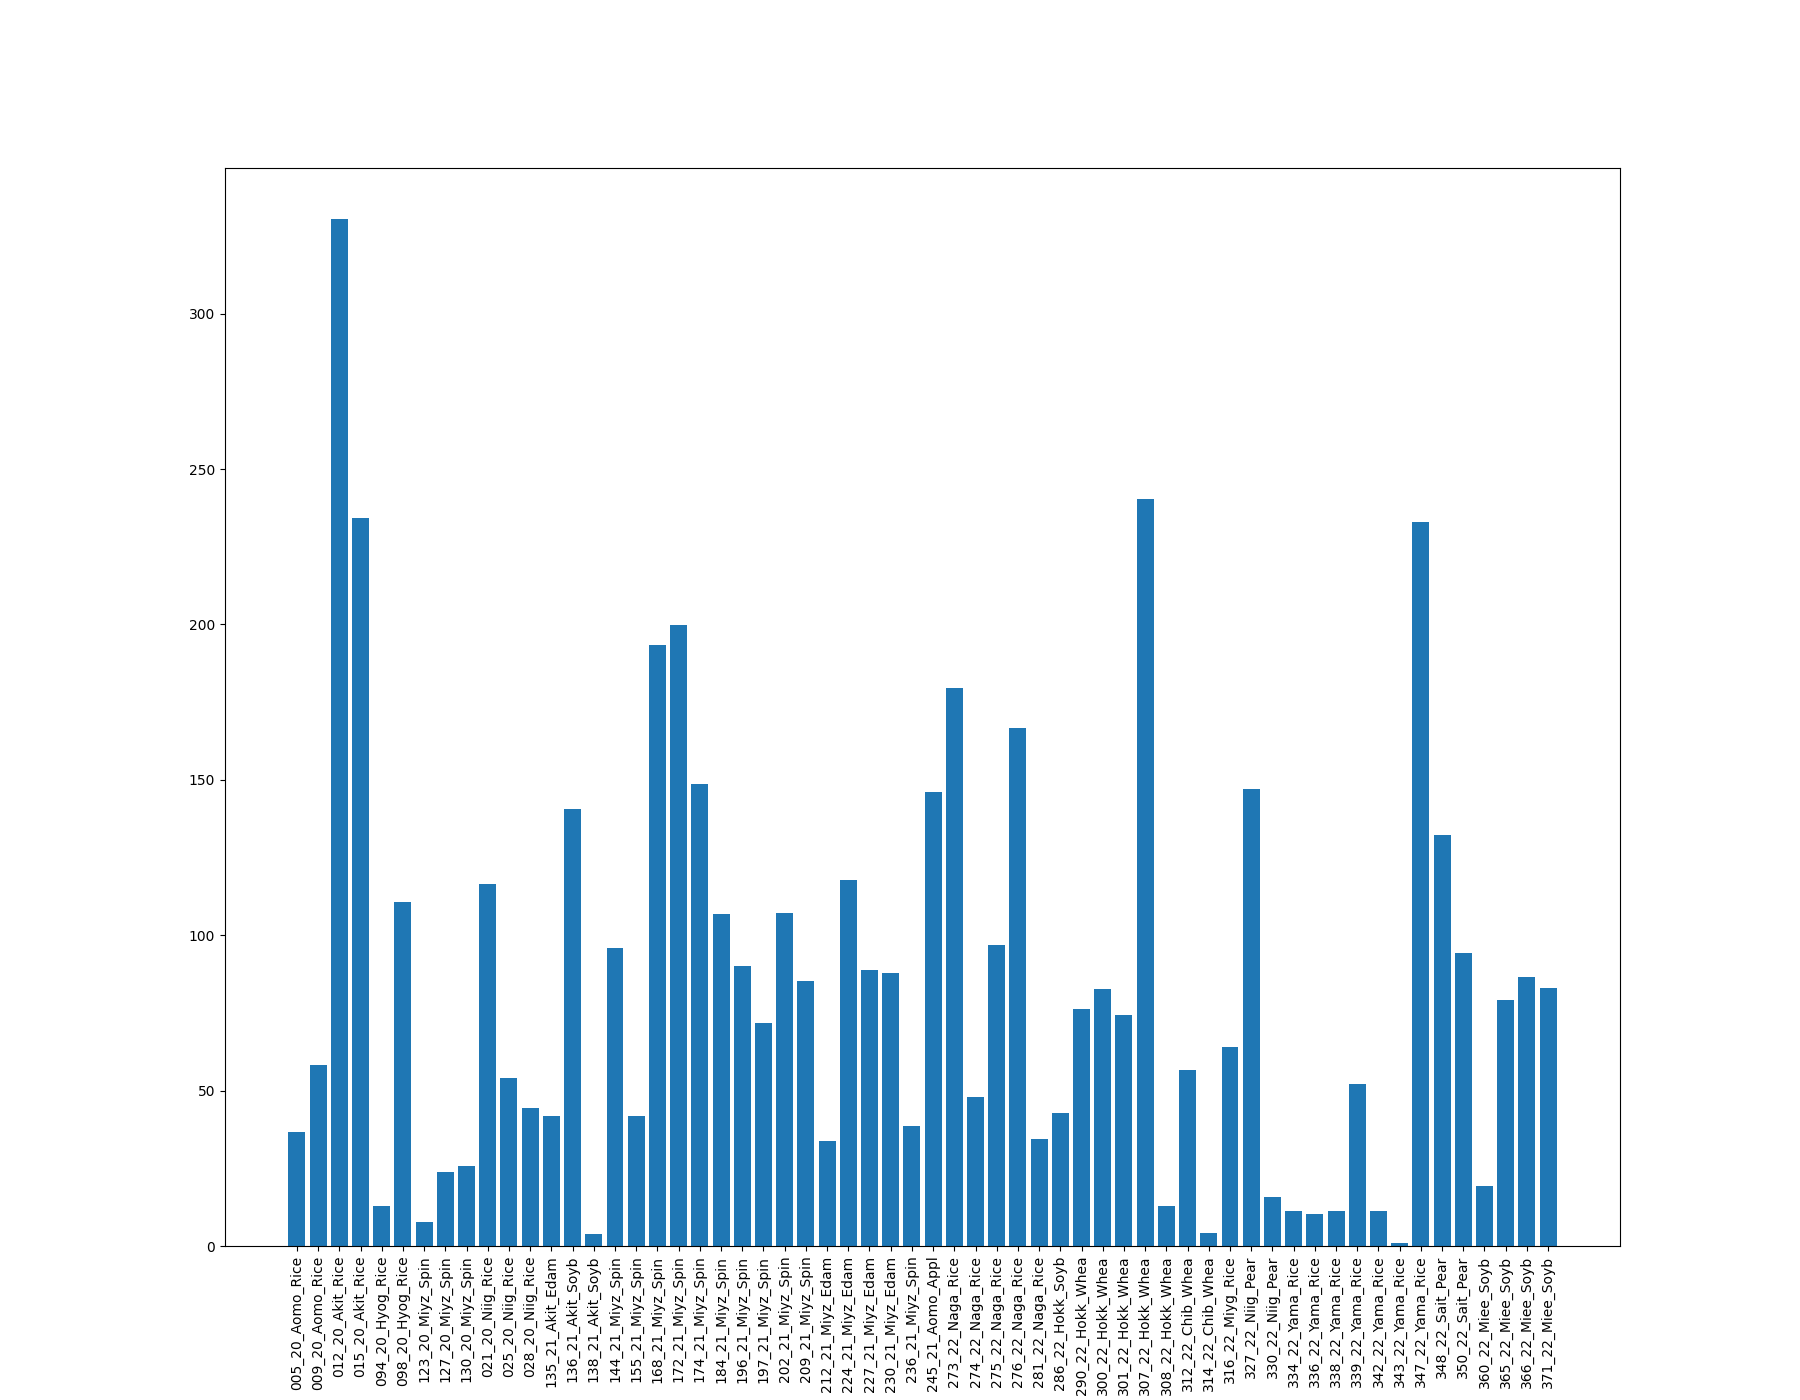 300
250
200
150
100
50
0
005_20_Aomo_Rice
009_20_Aomo_Rice
012_20_Akit_Rice
015_20_Akit_Rice
094_20_Hyog_Rice
098_20_Hyog_Rice
123_20_Miyz_Spin
127_20_Miyz_Spin
130_20_Miyz_Spin
021_20_Niig_Rice
025_20_Niig_Rice
028_20_Niig_Rice
135_21_Akit_Edam
136_21_Akit_Soyb
138_21_Akit_Soyb
144_21_Miyz_Spin
155_21_Miyz_Spin
168_21_Miyz_Spin
172_21_Miyz_Spin
174_21_Miyz_Spin
184_21_Miyz_Spin
196_21_Miyz_Spin
197_21_Miyz_Spin
202_21_Miyz_Spin
209_21_Miyz_Spin
212_21_Miyz_Edam
224_21_Miyz_Edam
227_21_Miyz_Edam
230_21_Miyz_Edam
236_21_Miyz_Spin
245_21_Aomo_Appl
273_22_Naga_Rice
274_22_Naga_Rice
275_22_Naga_Rice
276_22_Naga_Rice
281_22_Naga_Rice
286_22_Hokk_Soyb
290_22_Hokk_Whea
300_22_Hokk_Whea
301_22_Hokk_Whea
307_22_Hokk_Whea
308_22_Hokk_Whea
312_22_Chib_Whea
314_22_Chib_Whea
316_22_Miyg_Rice
327_22_Niig_Pear
330_22_Niig_Pear
334_22_Yama_Rice
336_22_Yama_Rice
338_22_Yama_Rice
339_22_Yama_Rice
342_22_Yama_Rice
343_22_Yama_Rice
347_22_Yama_Rice
348_22_Sait_Pear
350_22_Sait_Pear
360_22_Miee_Soyb
365_22_Miee_Soyb
366_22_Miee_Soyb
371_22_Miee_Soyb